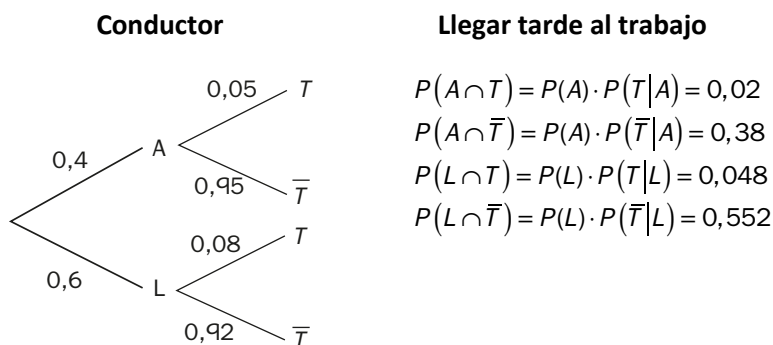 Conductor
Llegar tarde al trabajo
0,05
T
P(A∩T) = P(A)·P(T|A) = 0,02
P(A∩T̅) = P(A)·P(T̅|A) = 0,38
0,4
A
0,95
T̅
P(L∩T) = P(L)·P(T|L) = 0,048
P(L∩T̅) = P(L)·P(T̅|L) = 0,552
0,08
T
0,6
L
0,92
T̅